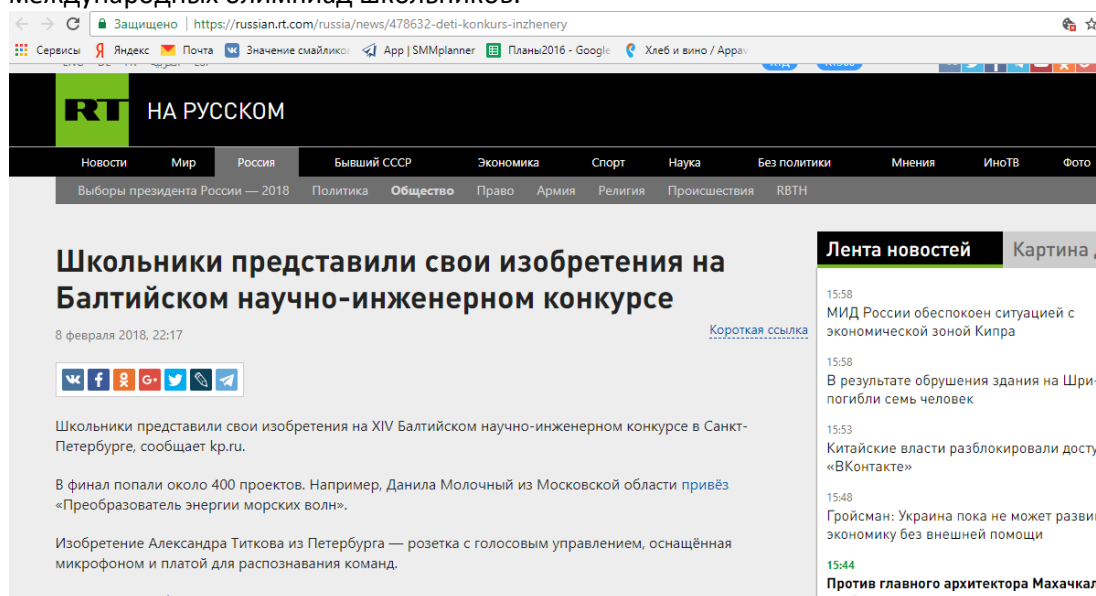 международных олимпиад школьников.
Защищено | https://russian.rt.com/russia/news/478632-deti-konkurs-inzhenery
Сервисы Яндекс Почта Значение смайликов App | SMMplanner Планы2016 - Google Хлеб и вино / Appav
RT НА РУССКОМ
Новости Мир Россия Бывший СССР Экономика Спорт Наука Без политики Мнения ИноТВ Фото
Выборы президента России — 2018 Политика Общество Право Армия Религия Происшествия RBTH
Школьники представили свои изобретения на
Балтийском научно-инженерном конкурсе
8 февраля 2018, 22:17
Короткая ссылка
Школьники представили свои изобретения на XIV Балтийском научно-инженерном конкурсе в Санкт-
Петербурге, сообщает kp.ru.
В финал попали около 400 проектов. Например, Данила Молочный из Московской области привёз
«Преобразователь энергии морских волн».
Изобретение Александра Титкова из Петербурга — розетка с голосовым управлением, оснащённая
микрофоном и платой для распознавания команд.
Лента новостей Картина
15:58
МИД России обеспокоен ситуацией с
экономической зоной Кипра
15:58
В результате обрушения здания на Шри-
погибли семь человек
15:53
Китайские власти разблокировали досту
«ВКонтакте»
15:48
Гройсман: Украина пока не может разви
экономику без внешней помощи
15:44
Против главного архитектора Махачкал